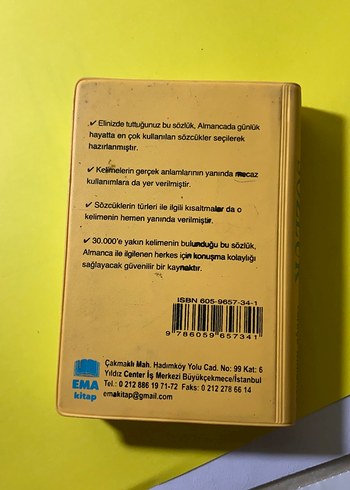 ✔ Elinizde tuttuğunuz bu sözlük, Almancada günlük
hayatta en çok kullanılan sözcükler seçilerek
hazırlanmıştır.
✔ Kelimelerin gerçek anlamlarının yanında mecaz
kullanımlara da yer verilmiştir.
✔ Sözcüklerin türleri ile ilgili kısaltmalar da o
kelimenin hemen yanında verilmiştir.
✔ 30.000'e yakın kelimenin bulunduğu bu sözlük,
Almanca ile ilgilenen herkes için konuşma kolaylığı
sağlayacak güvenilir bir kaynaktır.
ISBN 605-9657-34-1
9 786059 657341
EMA
kitap
Çakmaklı Mah. Hadımköy Yolu Cad. No: 99 Kat: 6
Yıldız Center İş Merkezi Büyükçekmece/İstanbul
Tel.: 0 212 886 19 71-72 Faks: 0 212 278 66 14
emakitap@gmail.com